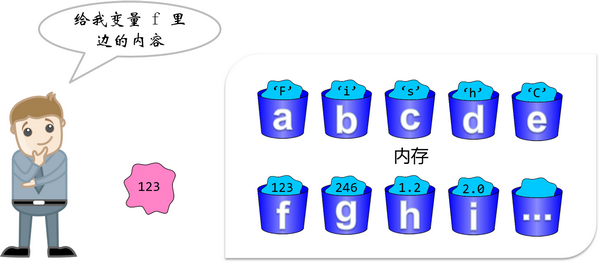 给我变量 f 里
边的内容
123
‘F’ ‘i’ ‘s’ ‘h’ ‘C’
a b c d e
内存
123 246 1.2 2.0
f g h i ...